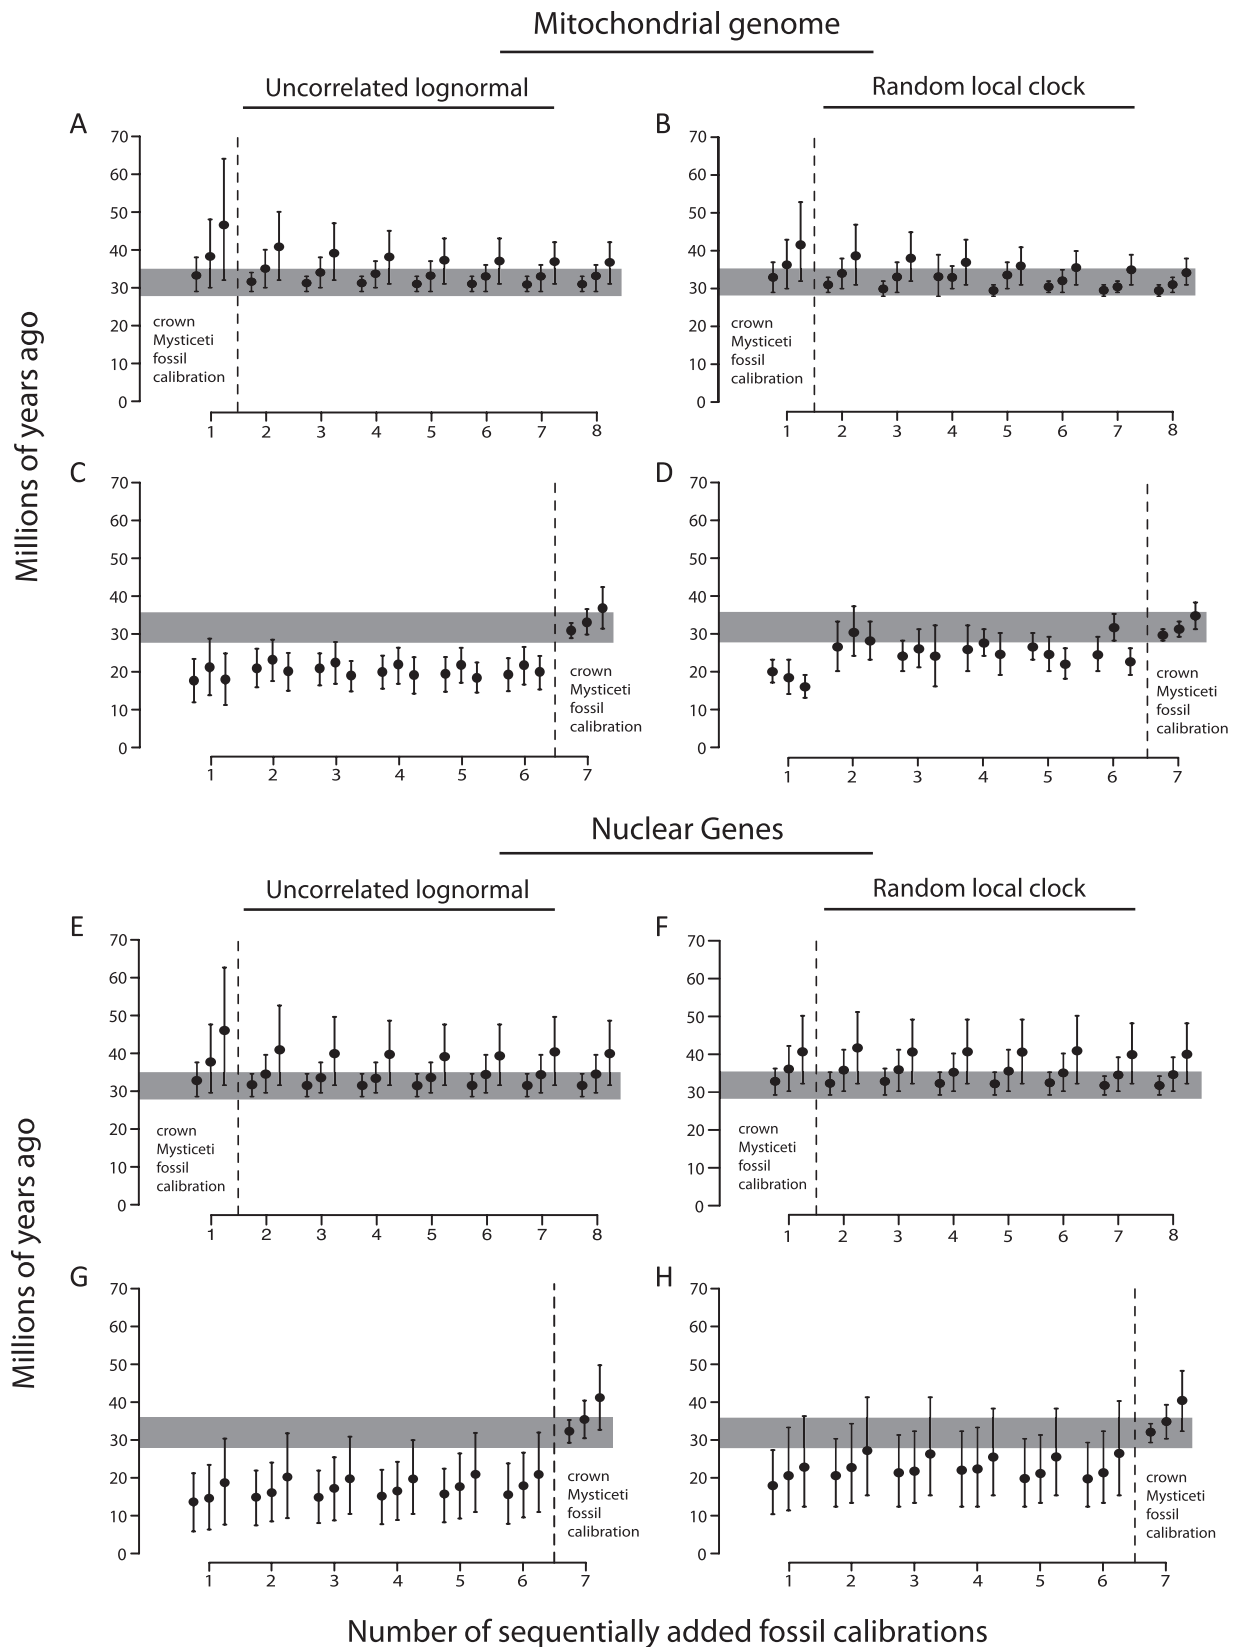 Mitochondrial genome
Uncorrelated lognormal
Random local clock
A
70
60
50
40
30
20
10
0
crown
Mysticeti
fossil
calibration
1 2 3 4 5 6 7 8
B
70
60
50
40
30
20
10
0
crown
Mysticeti
fossil
calibration
1 2 3 4 5 6 7 8
Millions of years ago
C
70
60
50
40
30
20
10
0
crown
Mysticeti
fossil
calibration
1 2 3 4 5 6 7
D
70
60
50
40
30
20
10
0
crown
Mysticeti
fossil
calibration
1 2 3 4 5 6 7
Nuclear Genes
Uncorrelated lognormal
Random local clock
E
70
60
50
40
30
20
10
0
crown
Mysticeti
fossil
calibration
1 2 3 4 5 6 7 8
F
70
60
50
40
30
20
10
0
crown
Mysticeti
fossil
calibration
1 2 3 4 5 6 7 8
Millions of years ago
G
70
60
50
40
30
20
10
0
crown
Mysticeti
fossil
calibration
1 2 3 4 5 6 7
H
70
60
50
40
30
20
10
0
crown
Mysticeti
fossil
calibration
1 2 3 4 5 6 7
Number of sequentially added fossil calibrations